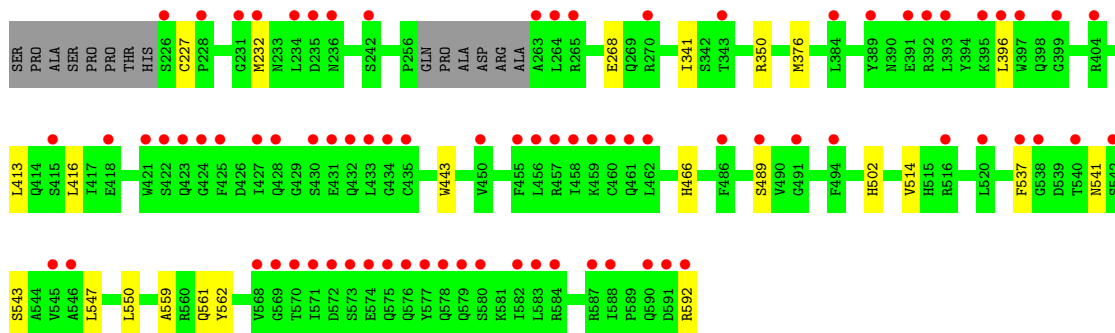 SER PRO ALA SER PRO PRO THR HIS S226 C227 P228 G231 M232 N233 L234 D235 N236 S242 P256 GLN PRO ALA ASP ARG ALA A263 L264 R265 E268 Q269 R270 I341 S342 T343 R350 M376 L384 Y389 N390 E391 R392 L393 Y394 K395 L396 W397 Q398 G399 R404
L413 Q414 S415 L416 I417 E418 W421 S422 Q423 G424 F425 D426 I427 Q428 G429 S430 E431 Q432 L433 G434 C435 W443 V450 F455 L456 R457 I458 K459 G460 Q461 L462 H466 F486 S489 V490 G491 F494 H502 V514 H515 R516 L520 F537 G538 D539 T540 N541 S542
S543 A544 V545 A546 L547 L550 A559 R560 Q561 Y562 V568 G569 T570 I571 D572 S573 E574 Q575 Q576 Y577 Q578 Q579 S580 K581 I582 L583 R584 R587 I588 P589 Q590 D591 R592